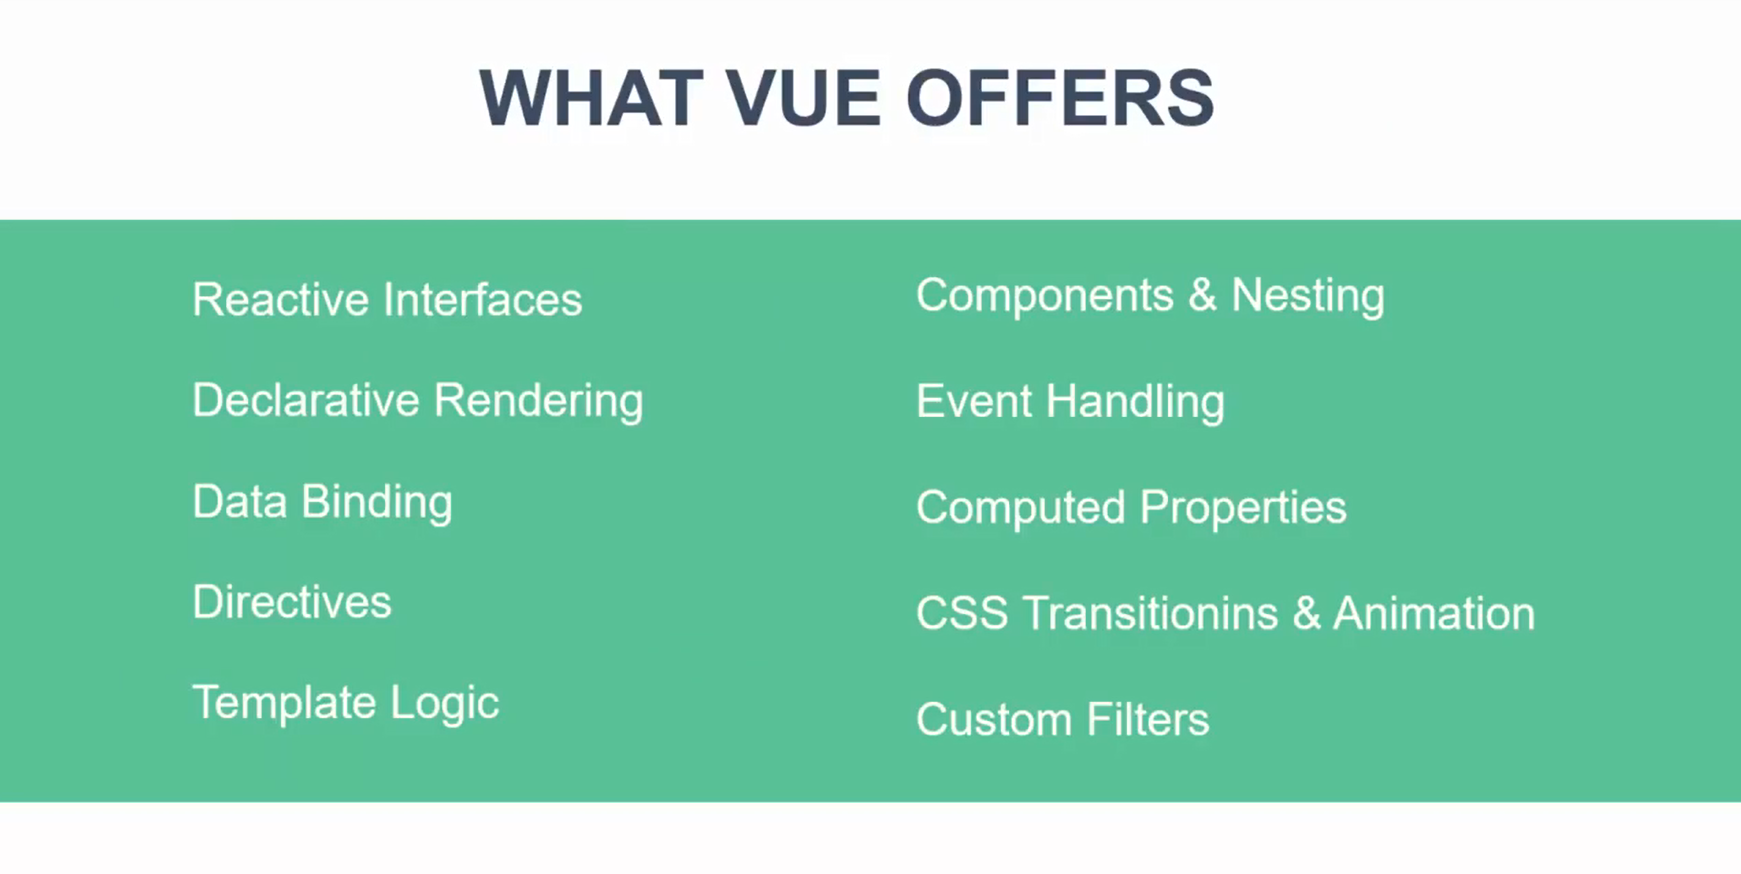 WHAT VUE OFFERS
Reactive Interfaces
Declarative Rendering
Data Binding
Directives
Template Logic
Components & Nesting
Event Handling
Computed Properties
CSS Transitionins & Animation
Custom Filters